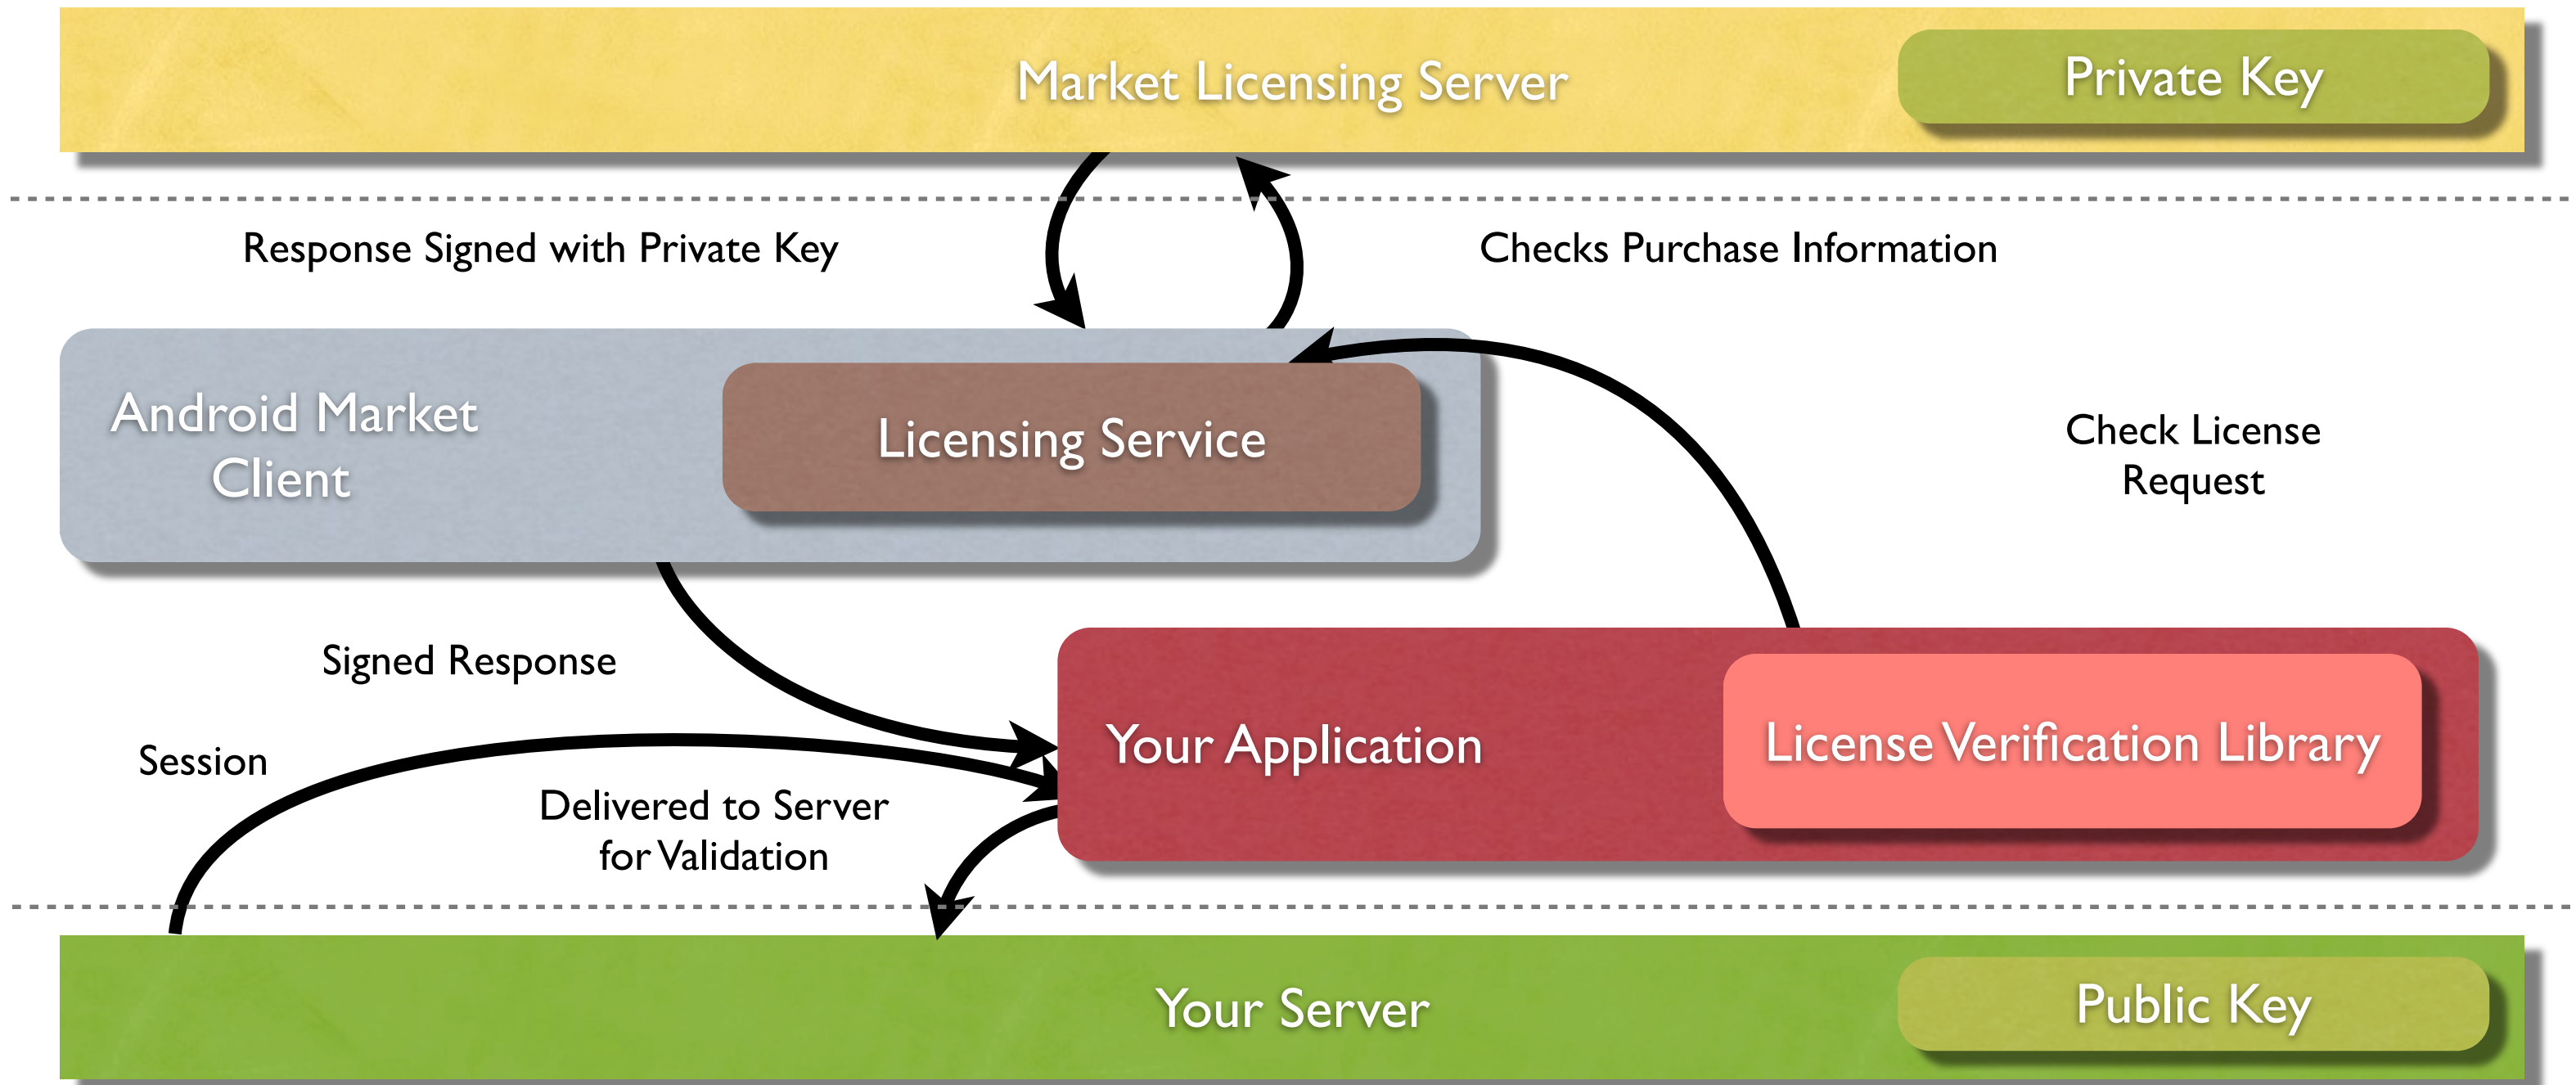 Market Licensing Server
Private Key
Response Signed with Private Key
Checks Purchase Information
Android Market
Client
Licensing Service
Check License
Request
Signed Response
Session
Delivered to Server
for Validation
Your Application
License Verification Library
Your Server
Public Key